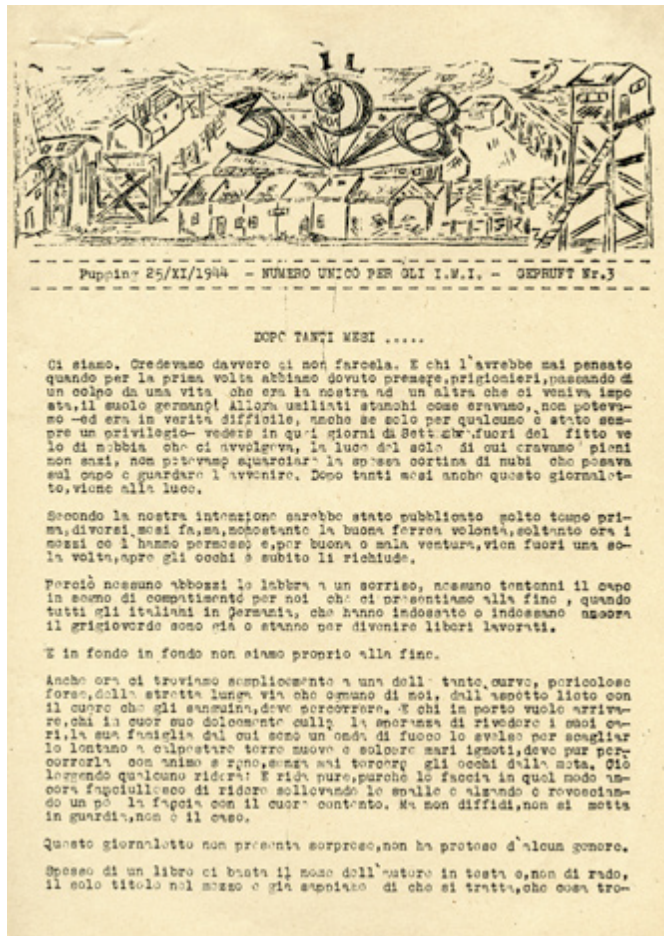 IL
398
Pupping 25/XI/1944 - NUMERO UNICO PER GLI I.M.I. - GEPRUFT Nr.3
DOPO TANTI MESI .....
Ci siamo. Credevamo davvero di non farcela. E chi l'avrebbe mai pensato
quando per la prima volta abbiamo dovuto premere,prigionieri,passando di
un colpo da una vita che era la nostra ad un'altra che ci veniva impo
sta,il suolo germano! Allora umiliati stanchi come eravamo, non poteva-
mo -ed era in verità difficile, anche se solo per qualcuno è stato sem-
pre un privilegio- vedere in quei giorni di Settembre,fuori del fitto ve
lo di nebbia che ci avvolgeva, la luce del sole di cui eravamo pieni
non sazi, non potevamo squarciare la spessa cortina di nubi che posava
sul capo e guardare l'avvenire. Dopo tanti mesi anche questo giornalet-
to,viene alla luce.
Secondo la nostra intenzione sarebbe stato pubblicato molto tempo pri-
ma,diversi mesi fa,ma,nonostante la buona ferrea volontà,soltanto ora i
mezzi ce l'hanno permesso e,per buona o mala ventura,vien fuori una so-
la volta,apre gli occhi e subito li richiude.
Perciò nessuno abbozzi le labbra a un sorriso, nessuno tentenni il capo
in segno di compatimento per noi che ci presentiamo alla fine , quando
tutti gli italiani in Germania, che hanno indossato o indossano ancora
il grigioverde sono già o stanno per divenire liberi lavorati.
E in fondo in fondo non siamo proprio alla fine.
Anche ora ci troviamo semplicemente a una delle tante curve, pericolose
forse,della stretta lunga via che ognuno di noi, dall'aspetto lieto con
il cuore che gli sanguina,deve percorrere. E chi in porto vuole arriva-
re,chi in cuor suo dolcemente culla la speranza di rivedere i suoi ca-
ri,la sua famiglia dal cui seno un'onda di fuoco lo svelse per scagliar
lo lontano a calpestare terre nuove e solcare mari ignoti,deve pur per-
correrla con animo sereno,senza mai torcere gli occhi dalla meta. Ciò
leggendo qualcuno riderà! E rida pure,purchè lo faccia in quel modo an-
cora fanciullesco di ridere sollevando le spalle e alzando e rovescian-
do un pò la faccia con il cuore contento. Ma non diffidi,non si metta
in guardia,non è il caso.
Questo giornaletto non presenta sorprese,non ha pretese d'alcun genere.
Spesso di un libro ci basta il nome dell'autore in testa e,non di rado,
il solo titolo nel mezzo e già sappiamo di che si tratta,che cosa tro-